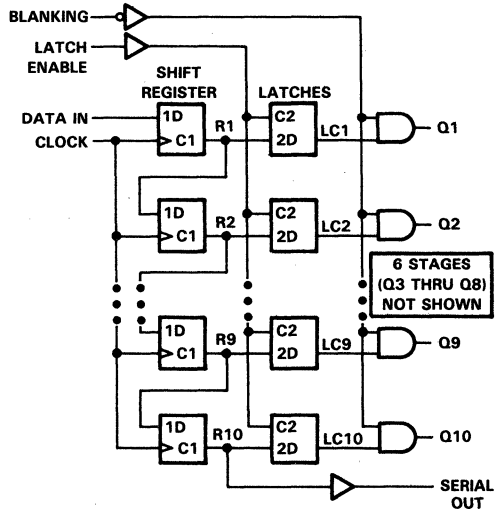 BLANKING
LATCH
ENABLE
SHIFT
REGISTER
LATCHES
DATA IN
CLOCK
1D
C1
R1
C2
2D
LC1
Q1
1D
C1
R2
C2
2D
LC2
Q2
6 STAGES
(Q3 THRU Q8)
NOT SHOWN
1D
C1
R9
C2
2D
LC9
Q9
1D
C1
R10
C2
2D
LC10
Q10
SERIAL
OUT